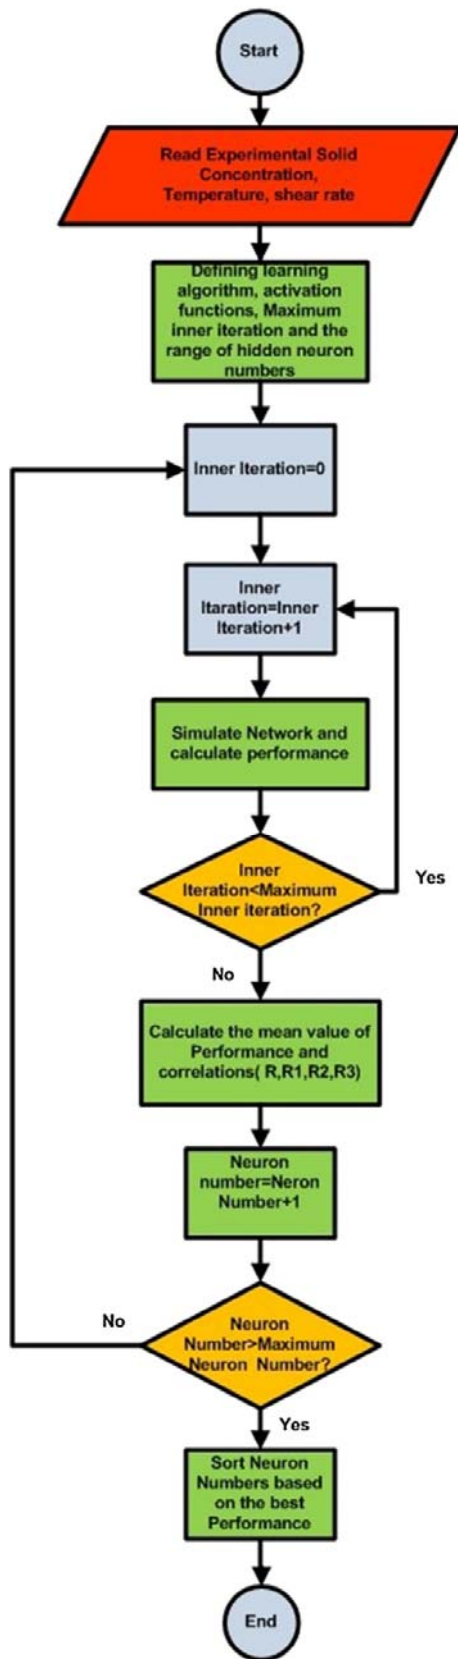 Start
Read Experimental Solid
Concentration,
Temperature, shear rate
Defining learning
algorithm, activation
functions, Maximum
inner iteration and the
range of hidden neuron
numbers
Inner Iteration=0
Inner
Itaration=Inner
Iteration+1
Simulate Network and
calculate performance
Inner
Iteration<Maximum
Inner iteration?
Yes
No
Calculate the mean value of
Performance and
correlations( R,R1,R2,R3)
Neuron
number=Neron
Number+1
No
Neuron
Number>Maximum
Neuron Number?
Yes
Sort Neuron
Numbers based
on the best
Performance
End